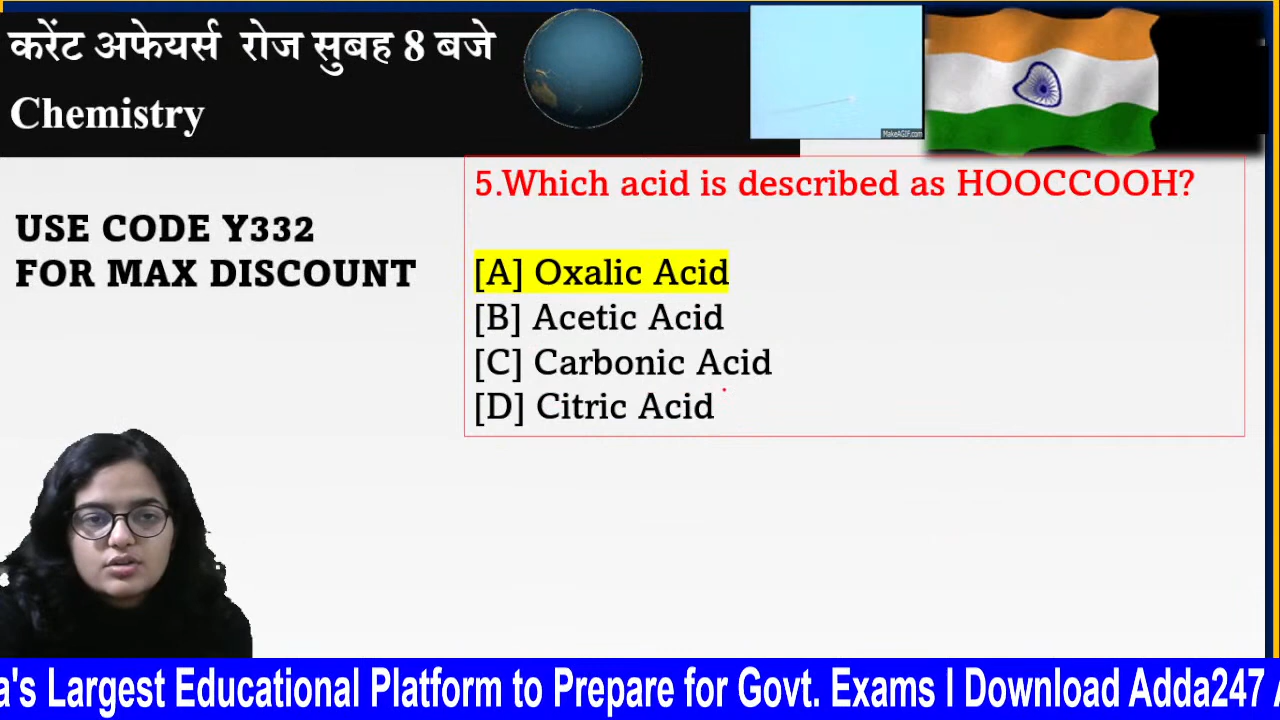 करेंट अफेयर्स रोज सुबह 8 बजे
Chemistry
MakeAGIF.com
USE CODE Y332
FOR MAX DISCOUNT
5.Which acid is described as HOOCCOOH?
[A] Oxalic Acid
[B] Acetic Acid
[C] Carbonic Acid
[D] Citric Acid
a's Largest Educational Platform to Prepare for Govt. Exams I Download Adda247